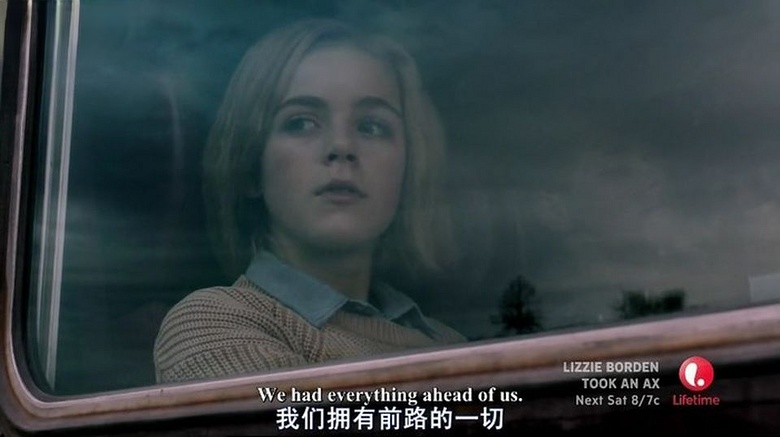 We had everything ahead of us.
我们拥有前路的一切
LIZZIE BORDEN
TOOK AN AX
Next Sat 8/7c
Lifetime